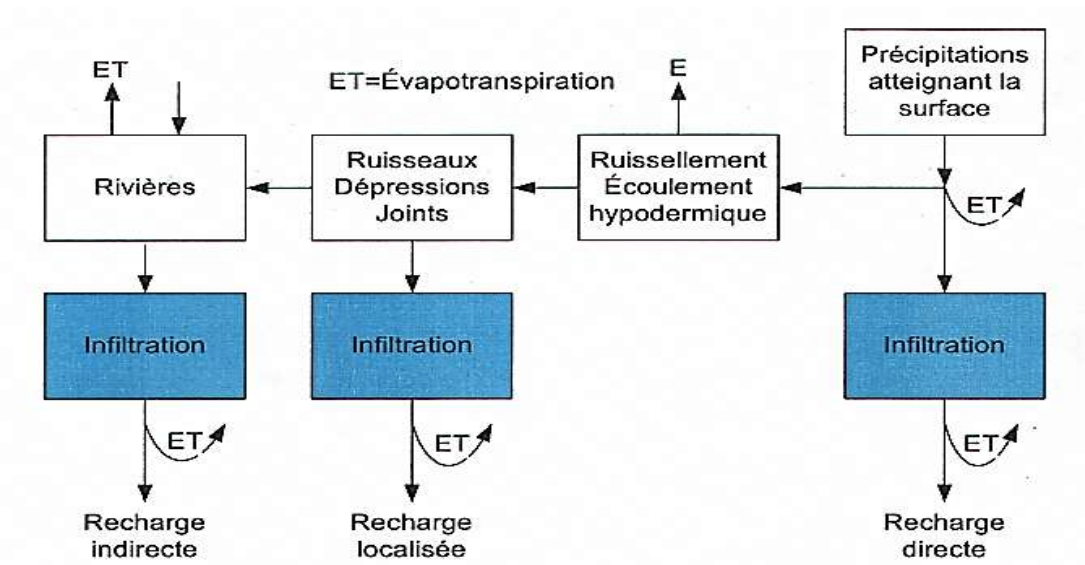 Précipitations
atteignant la
surface
ET
ET=Évapotranspiration
E
Rivières
Ruisseaux
Dépressions
Joints
Ruissellement
Écoulement
hypodermique
ET
Infiltration
Infiltration
Infiltration
ET
ET
ET
Recharge
indirecte
Recharge
localisée
Recharge
directe